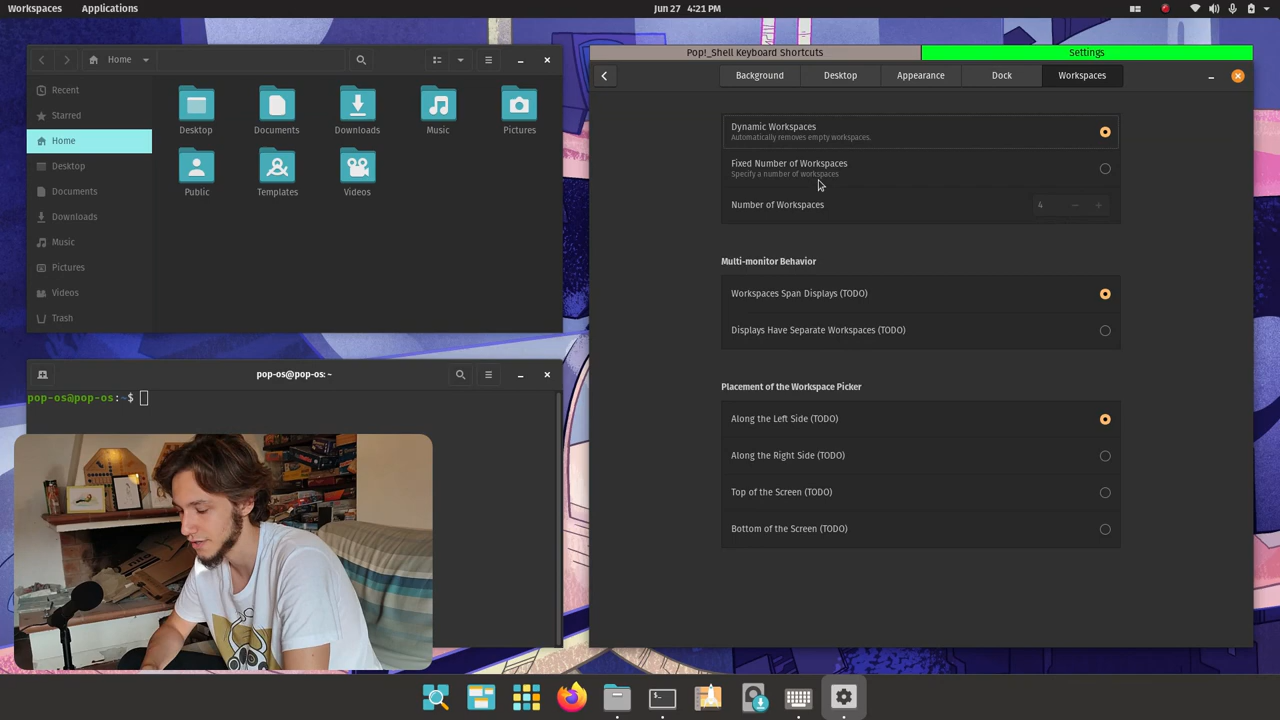 Workspaces Applications Jun 27 4:21 PM
Home
Recent
Starred
Home
Desktop
Documents
Downloads
Music
Pictures
Videos
Trash
Desktop Documents Downloads Music Pictures
Public Templates Videos
pop-os@pop-os: ~
pop-os@pop-os:~$
Pop!_Shell Keyboard Shortcuts Settings
Background Desktop Appearance Dock Workspaces
Dynamic Workspaces
Automatically removes empty workspaces.
Fixed Number of Workspaces
Specify a number of workspaces
Number of Workspaces 4 − +
Multi-monitor Behavior
Workspaces Span Displays (TODO)
Displays Have Separate Workspaces (TODO)
Placement of the Workspace Picker
Along the Left Side (TODO)
Along the Right Side (TODO)
Top of the Screen (TODO)
Bottom of the Screen (TODO)